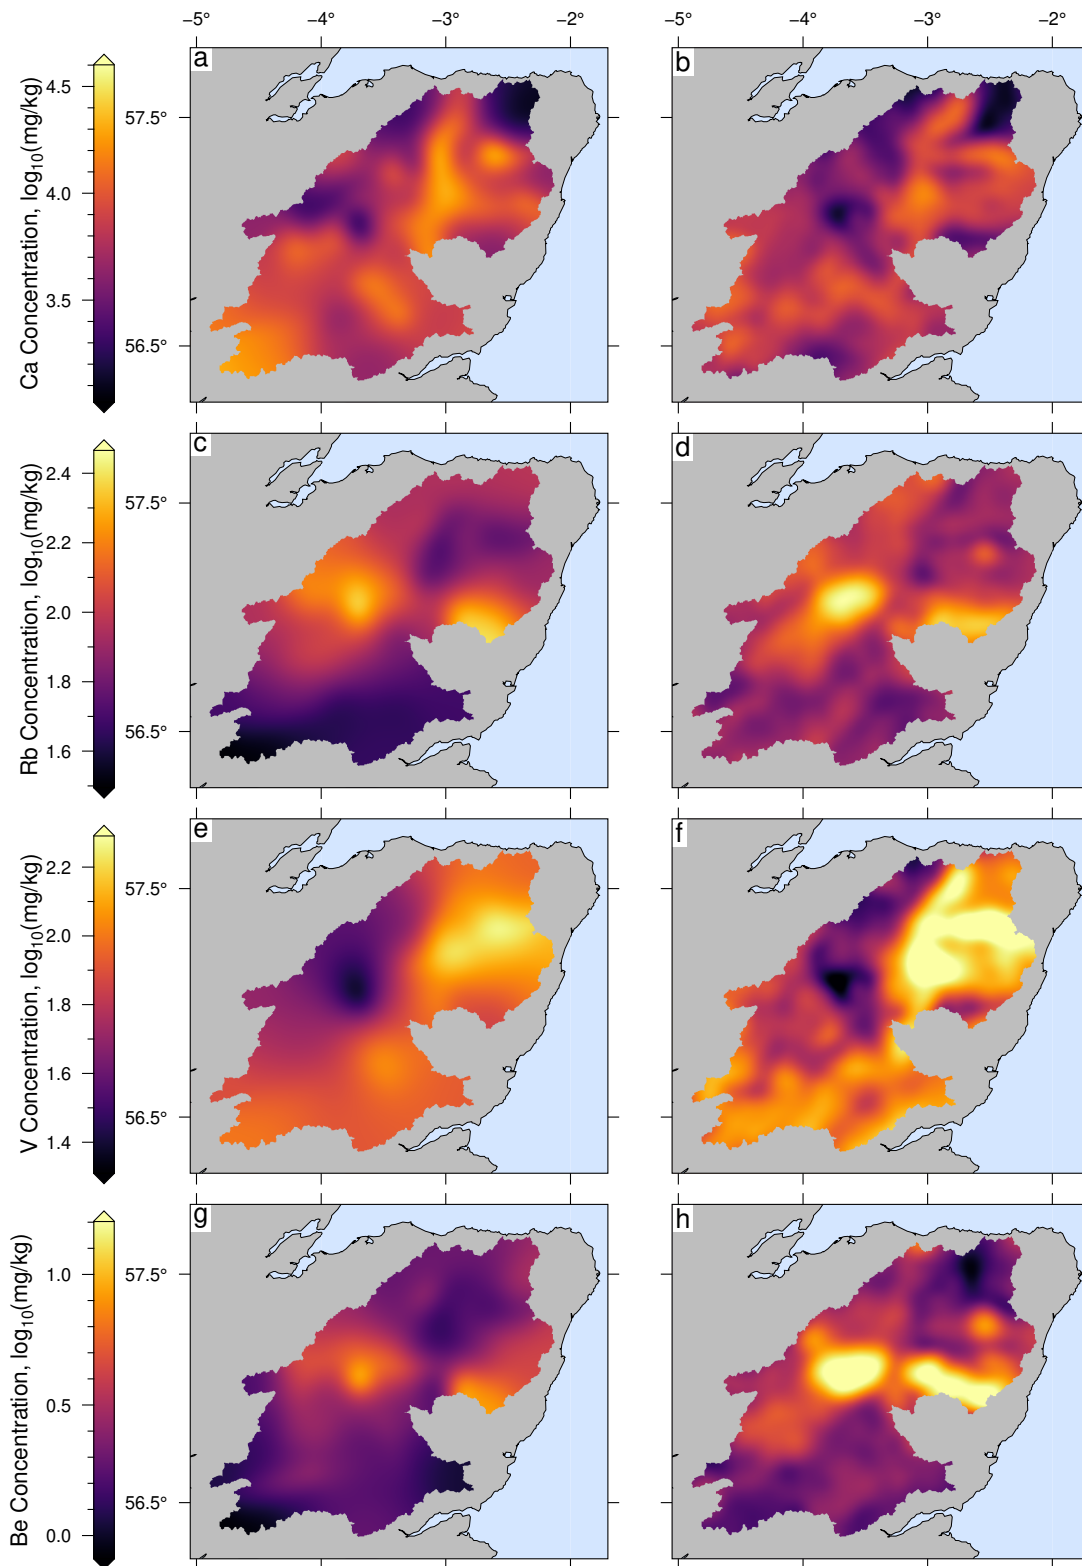 −5° −4° −3° −2° −5° −4° −3° −2°
a b
4.5
57.5°
4.0
3.5
56.5°
Ca Concentration, log10(mg/kg)
c d
2.4
57.5°
2.2
2.0
1.8
56.5°
1.6
Rb Concentration, log10(mg/kg)
e f
2.2
57.5°
2.0
1.8
1.6
56.5°
1.4
V Concentration, log10(mg/kg)
g h
1.0
57.5°
0.5
56.5°
0.0
Be Concentration, log10(mg/kg)